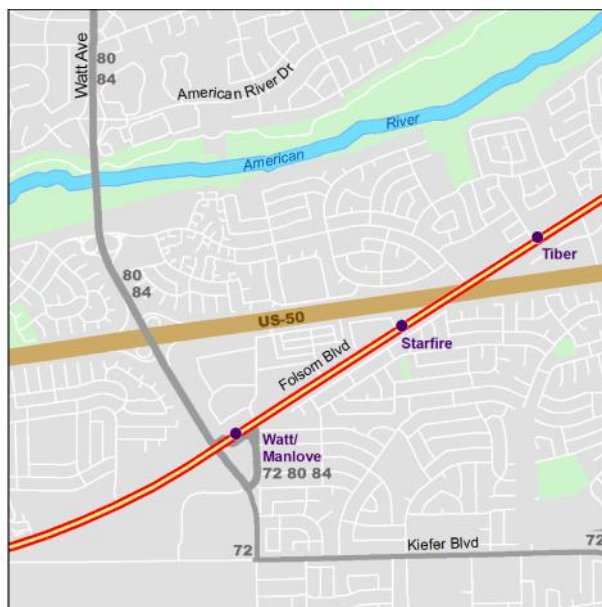 Watt Ave
80
84
American River Dr
American
River
80
84
Tiber
US-50
Starfire
Folsom Blvd
Watt/
Manlove
72 80 84
72
Kiefer Blvd
72